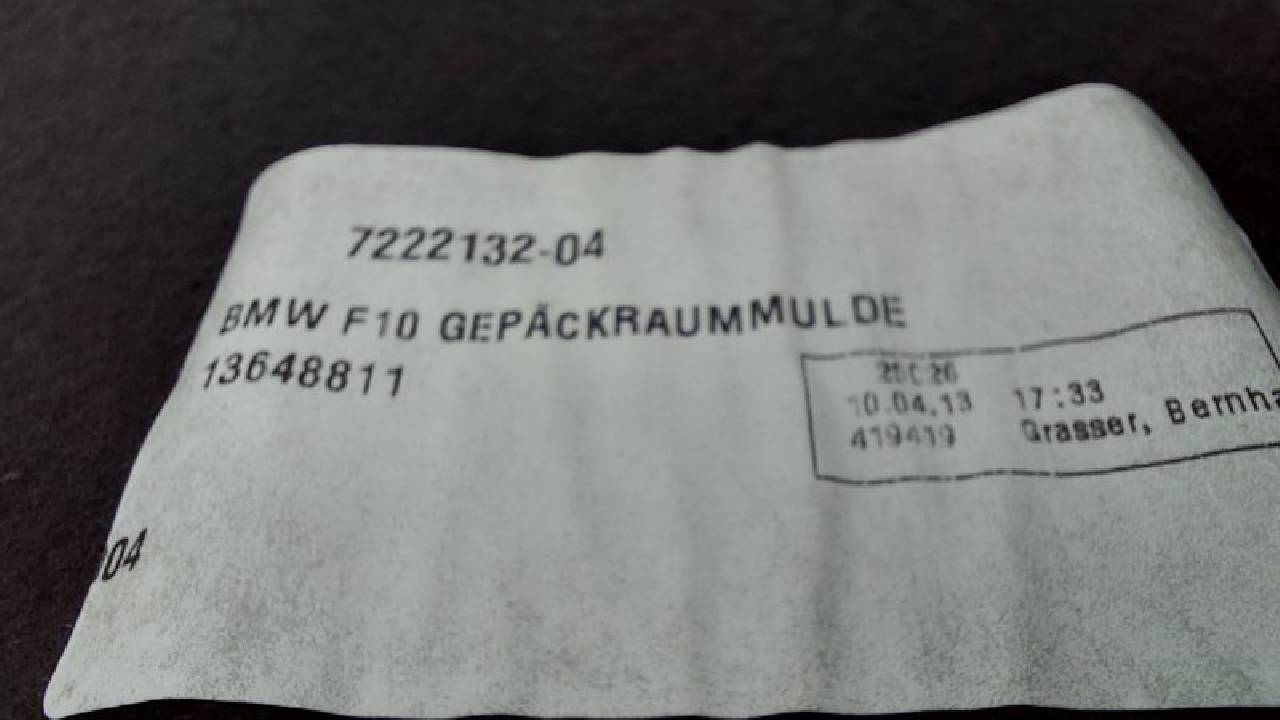 7222132-04
BMW F10 GEPÄCKRAUMMULDE
13648811
10.04.13 17:33
419419 Grasser, Bernha
04